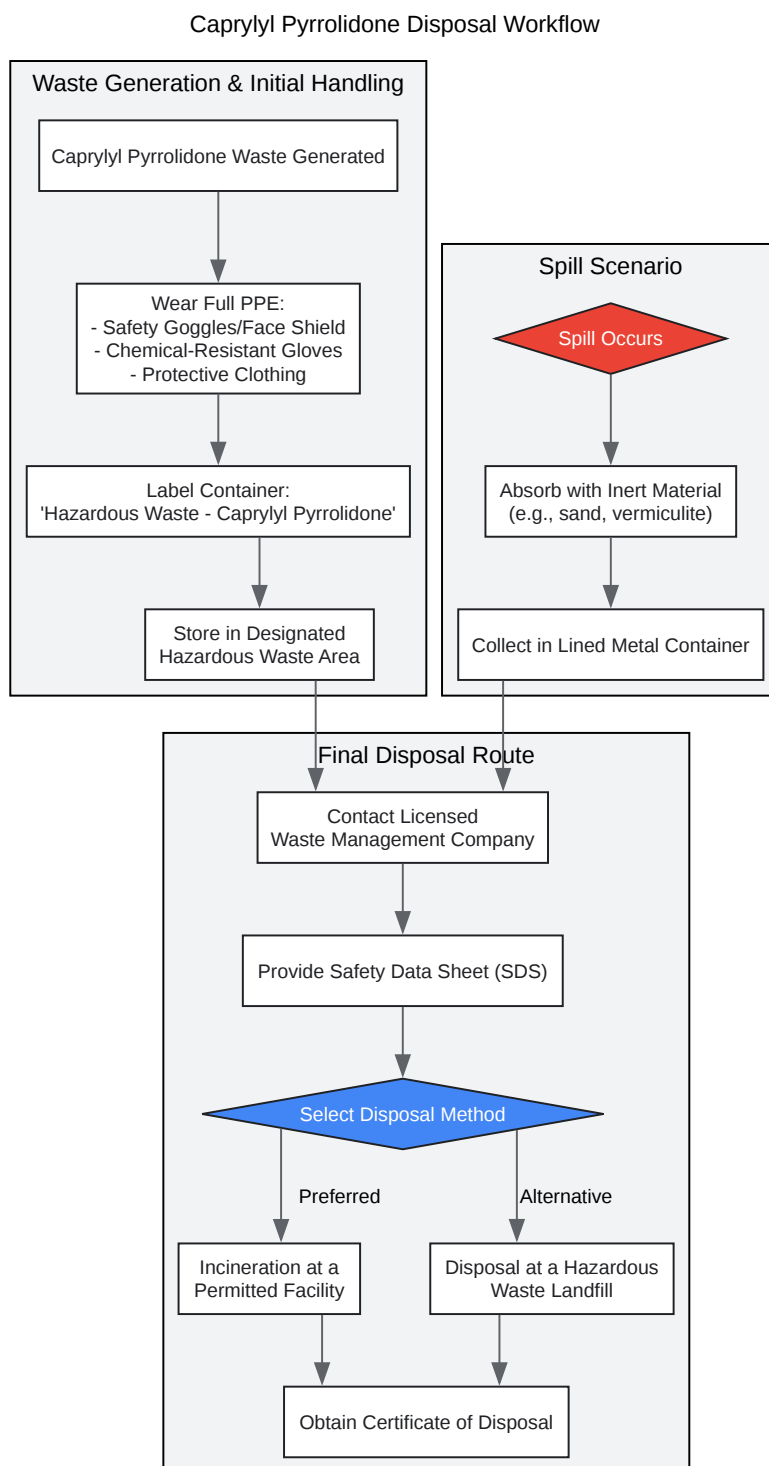 Caprylyl Pyrrolidone Disposal Workflow
Waste Generation & Initial Handling
Caprylyl Pyrrolidone Waste Generated
Wear Full PPE:
- Safety Goggles/Face Shield
- Chemical-Resistant Gloves
- Protective Clothing
Label Container:
'Hazardous Waste - Caprylyl Pyrrolidone'
Store in Designated
Hazardous Waste Area
Spill Scenario
Spill Occurs
Absorb with Inert Material
(e.g., sand, vermiculite)
Collect in Lined Metal Container
Final Disposal Route
Contact Licensed
Waste Management Company
Provide Safety Data Sheet (SDS)
Select Disposal Method
Preferred
Alternative
Incineration at a
Permitted Facility
Disposal at a Hazardous
Waste Landfill
Obtain Certificate of Disposal